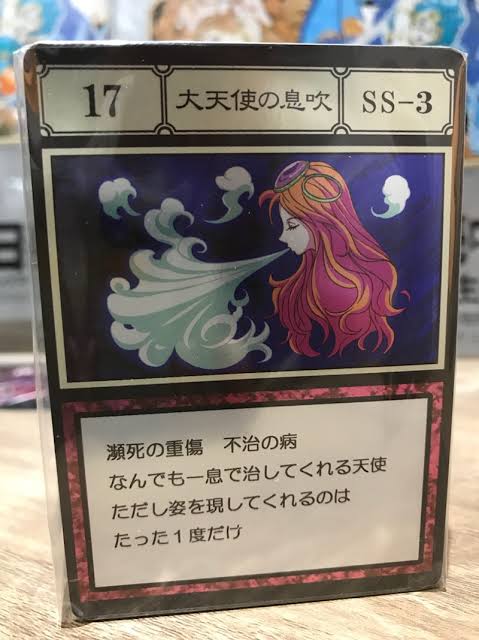 17
大天使の息吹
SS-3
瀕死の重傷　不治の病
なんでも一息で治してくれる天使
ただし姿を現してくれるのは
たった1度だけ